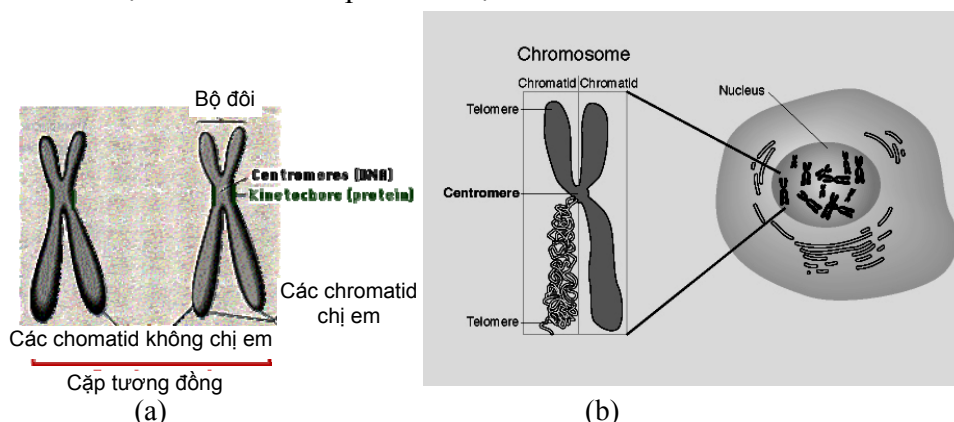 Bộ đôi
Centromeres (DNA)
Kinetochore (protein)
Các chromatid
chị em
Các chomatid không chị em
Cặp tương đồng
(a)
Chromosome
Chromatid Chromatid
Telomere
Centromere
Telomere
Nucleus
(b)